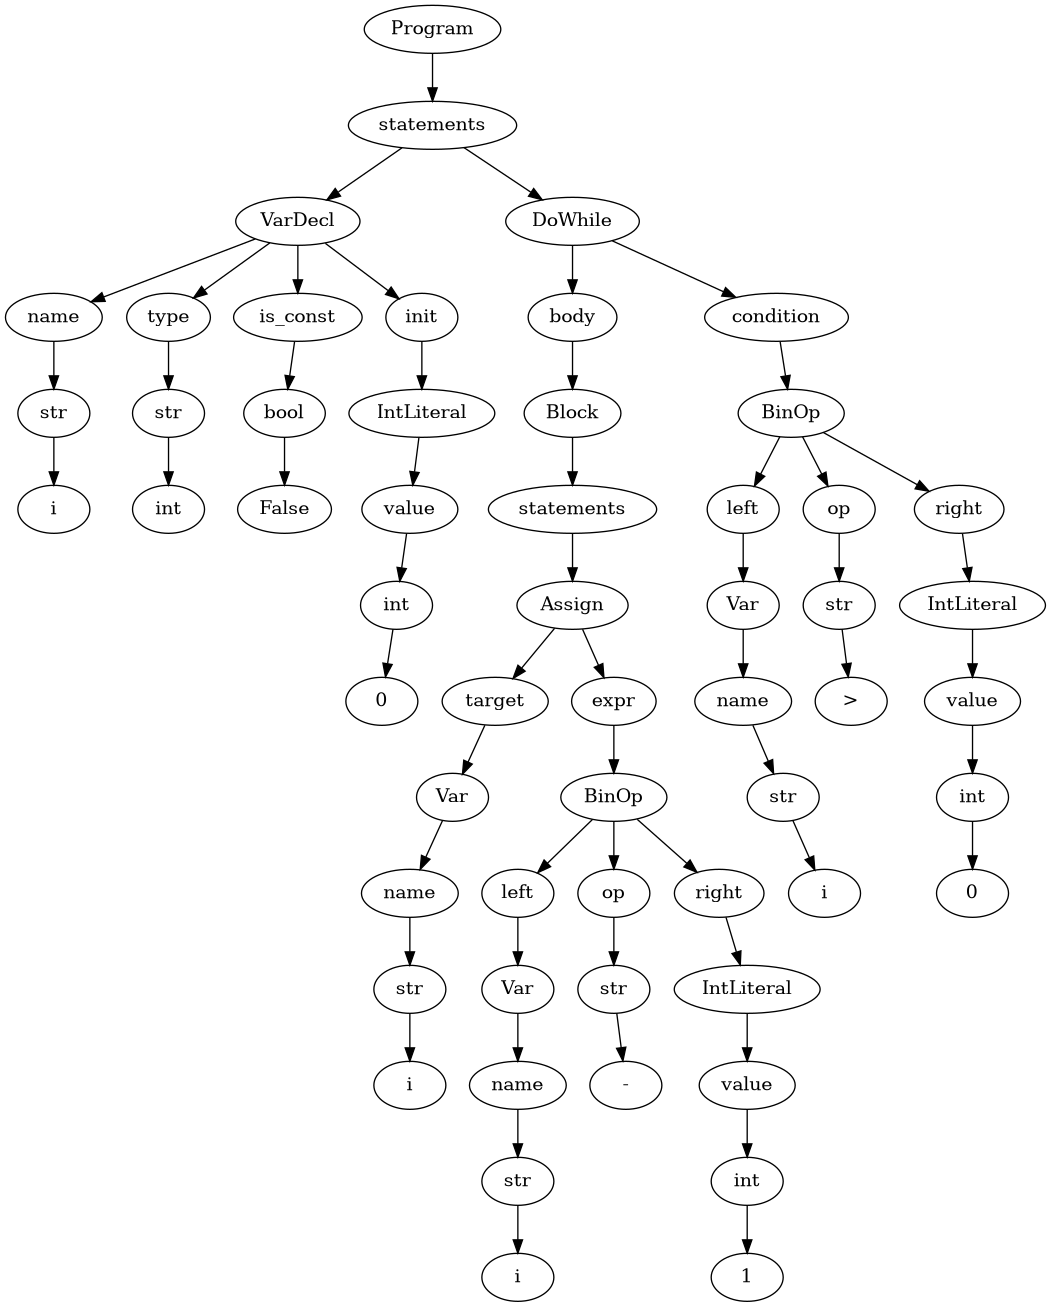 Program
statements
VarDecl DoWhile
name type is_const init body condition
str str bool IntLiteral Block BinOp
i int False value statements left op right
int Assign Var str IntLiteral
0 target expr name > value
Var BinOp str int
name left op right i 0
str Var str IntLiteral
i name - value
str int
i 1